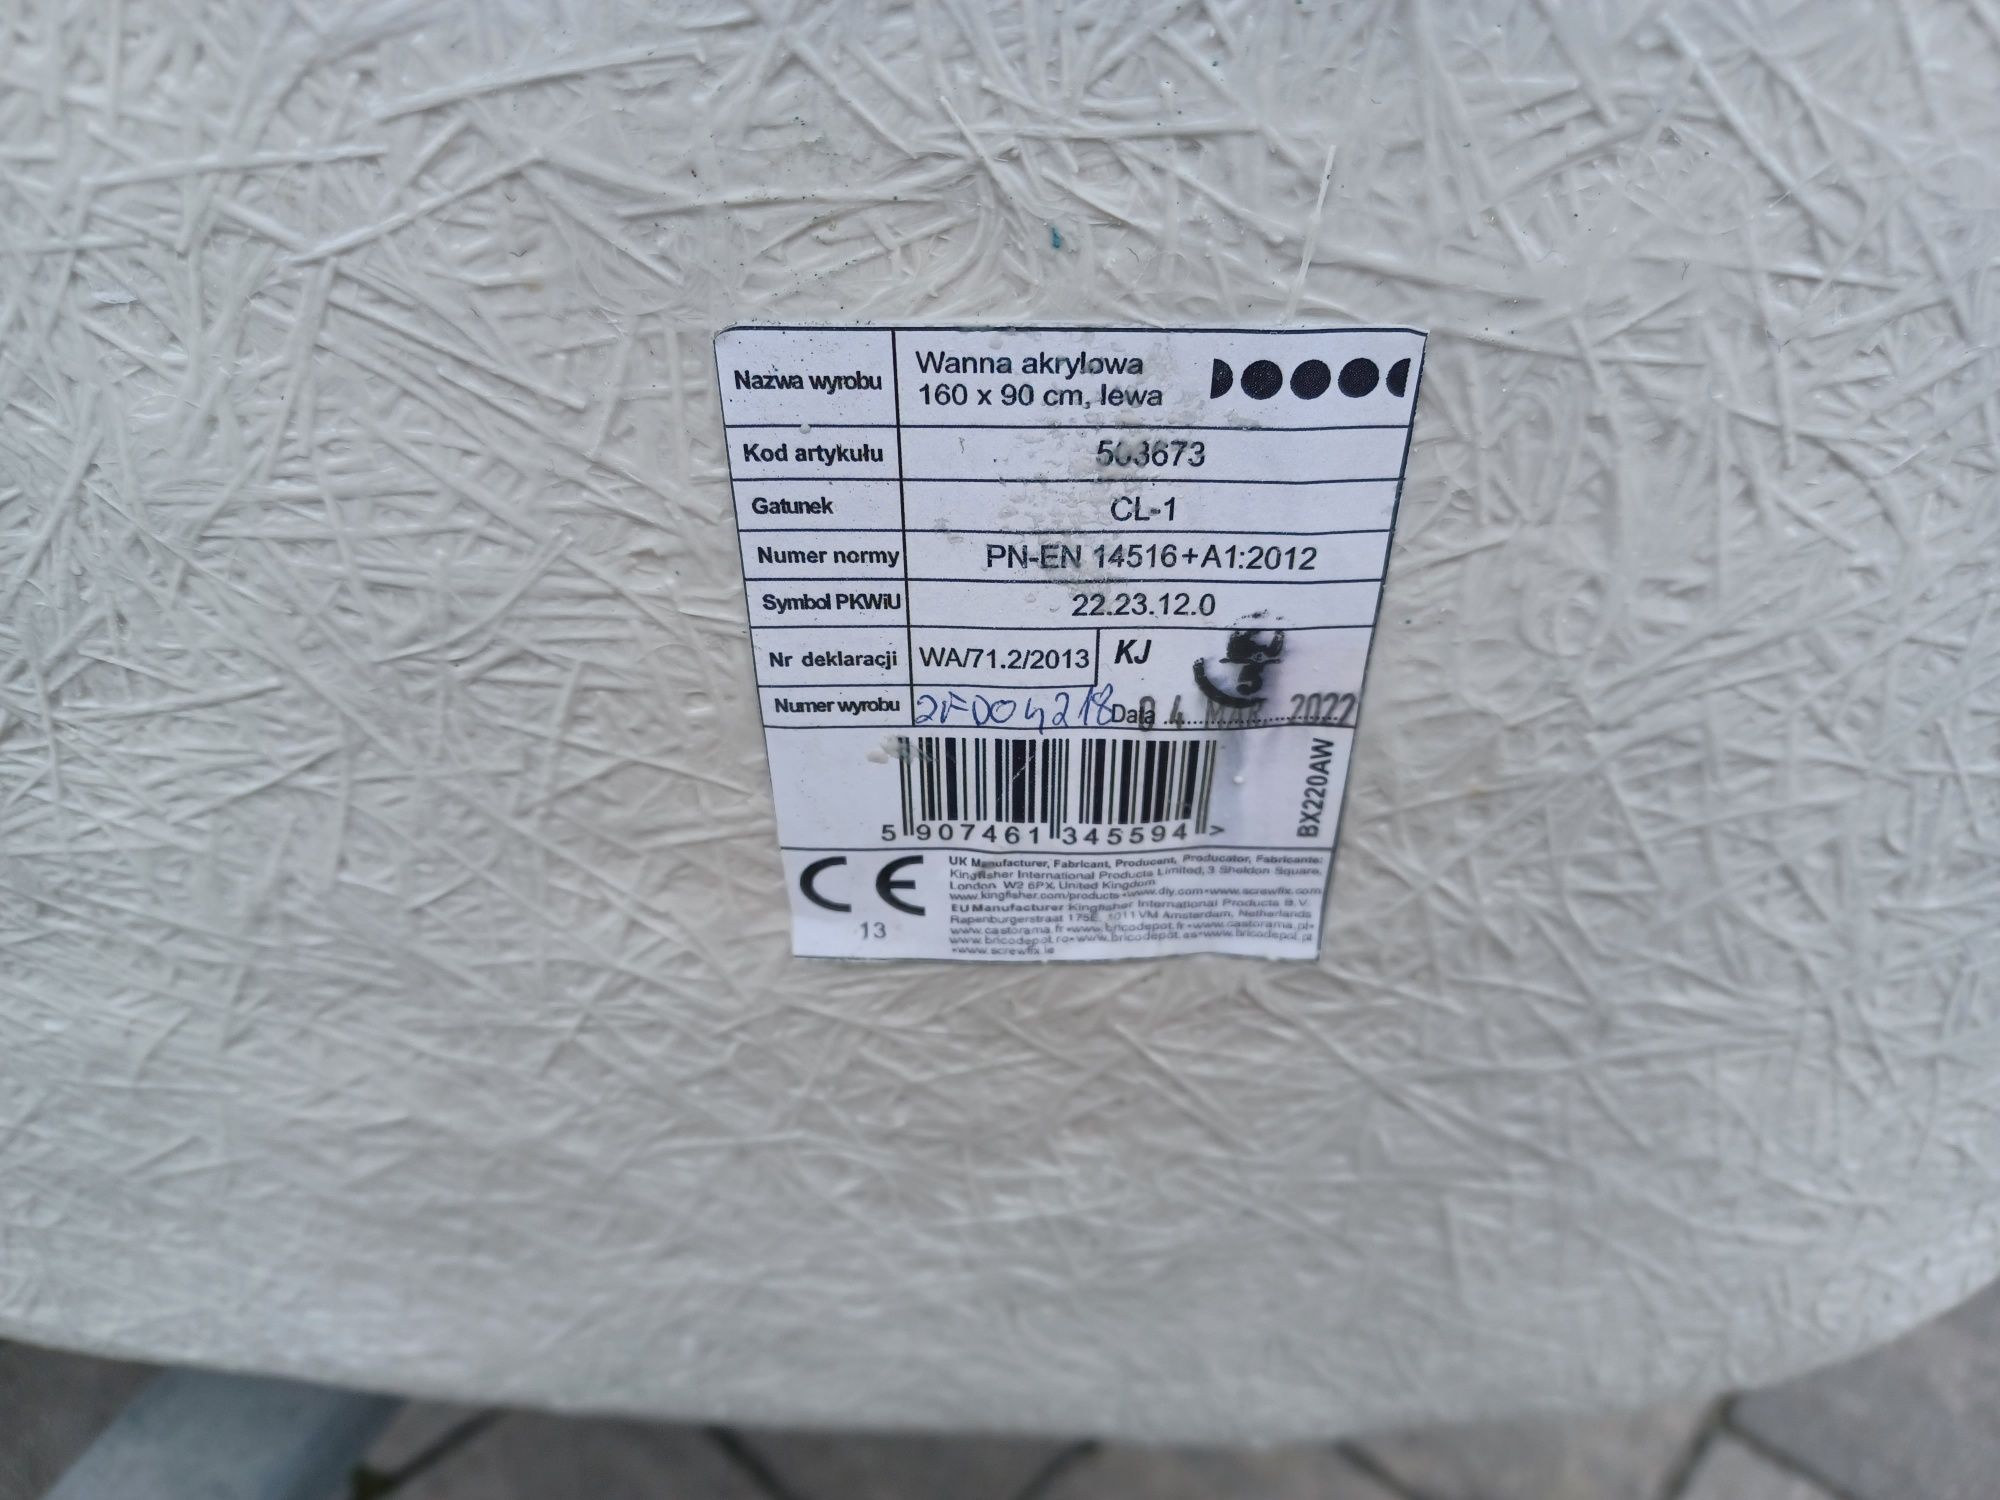 Nazwa wyrobu
Wanna akrylowa
160 x 90 cm, lewa
Kod artykułu 503673
Gatunek CL-1
Numer normy PN-EN 14516+A1:2012
Symbol PKWiU 22.23.12.0
Nr deklaracji WA/71.2/2013 KJ
Numer wyrobu 2FD04218 Data 04 MAR 2022
5 907461 345594 >
BX220AW
CE
13
UK Manufacturer, Fabricant, Producent, Producator, Fabricante:
Kingfisher International Products Limited, 3 Sheldon Square,
London W2 6PX United Kingdom
www.kingfisher.com/products •www.diy.com•www.screwfix.com
EU Manufacturer Kingfisher International Products B.V.
Rapenburgerstraat 175E, 1011 VM Amsterdam, Netherlands
www.castorama.fr•www.bricodepot.fr•www.castorama.pl•
www.bricodepot.ro•www.bricodepot.es•www.bricodepot.pt
•www.screwfix.ie